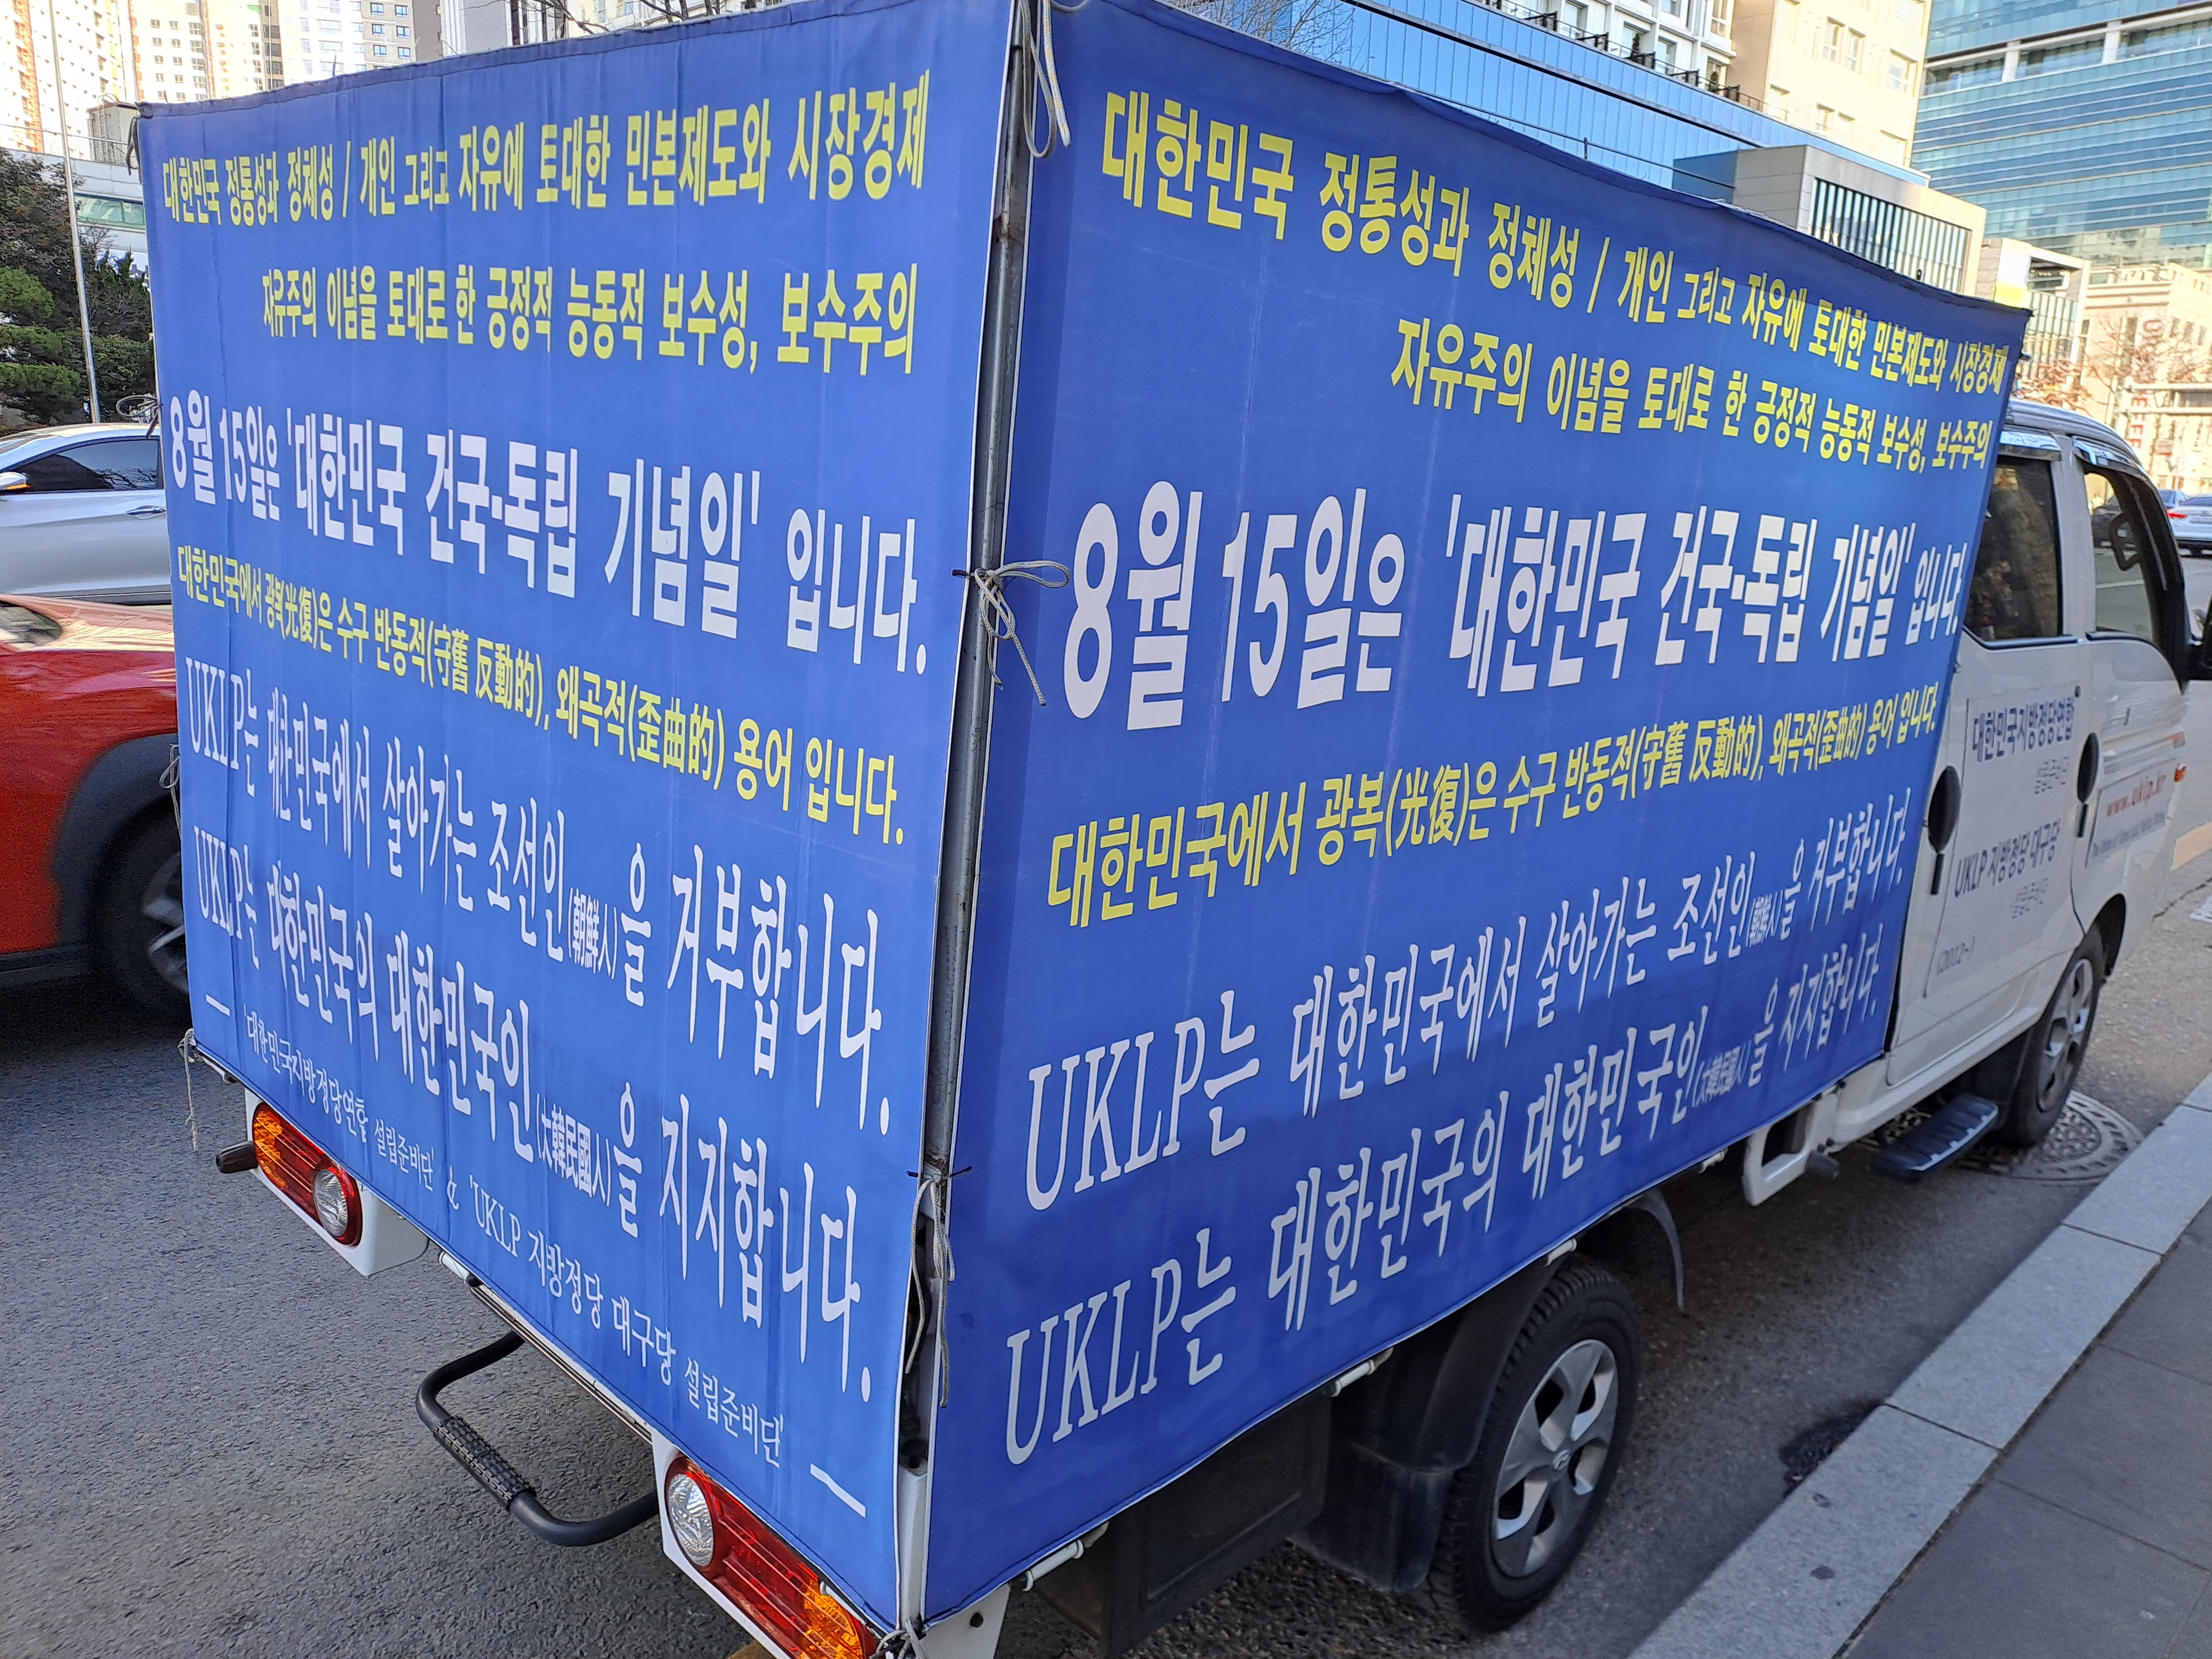 대한민국 정통성과 정체성 / 개인 그리고 자유에 토대한 민본제도와 시장경제
자유주의 이념을 토대로 한 긍정적 능동적 보수성, 보수주의
8월 15일은 '대한민국 건국·독립 기념일' 입니다.
대한민국에서 광복(光復)은 수구 반동적(守舊 反動的), 왜곡적(歪曲的) 용어 입니다.
UKLP는 대한민국에서 살아가는 조선인(朝鮮人)을 거부합니다.
UKLP는 대한민국의 대한민국인(大韓民國人)을 지지합니다.
— '대한민국지방정당연합 설립준비단' & 'UKLP 지방정당 대구당 설립준비단' —
대한민국 정통성과 정체성 / 개인 그리고 자유에 토대한 민본제도와 시장경제
자유주의 이념을 토대로 한 긍정적 능동적 보수성, 보수주의
8월 15일은 '대한민국 건국·독립 기념일' 입니다.
대한민국에서 광복(光復)은 수구 반동적(守舊 反動的), 왜곡적(歪曲的) 용어 입니다.
UKLP는 대한민국에서 살아가는 조선인(朝鮮人)을 거부합니다.
UKLP는 대한민국의 대한민국인(大韓民國人)을 지지합니다.
대한민국지방정당연합
설립준비단
UKLP 지방정당 대구당
설립준비단
www.uklp.kr